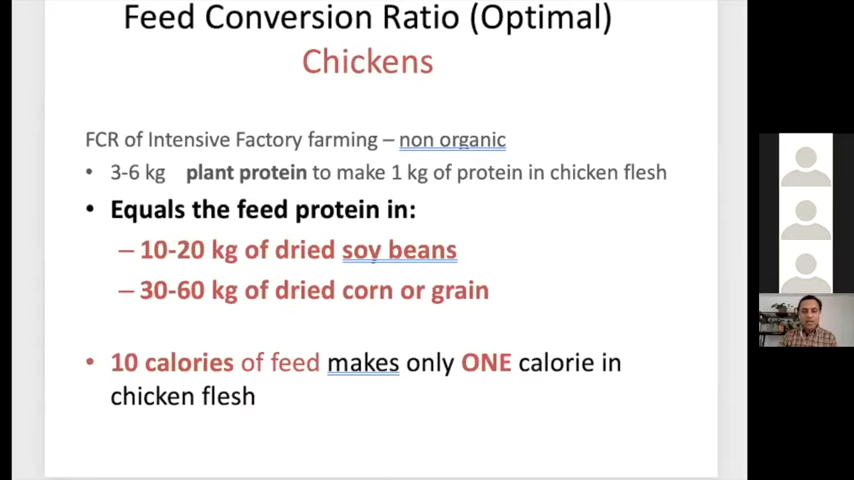 Feed Conversion Ratio (Optimal)
Chickens
FCR of Intensive Factory farming – non organic
• 3-6 kg plant protein to make 1 kg of protein in chicken flesh
• Equals the feed protein in:
– 10-20 kg of dried soy beans
– 30-60 kg of dried corn or grain
• 10 calories of feed makes only ONE calorie in
chicken flesh